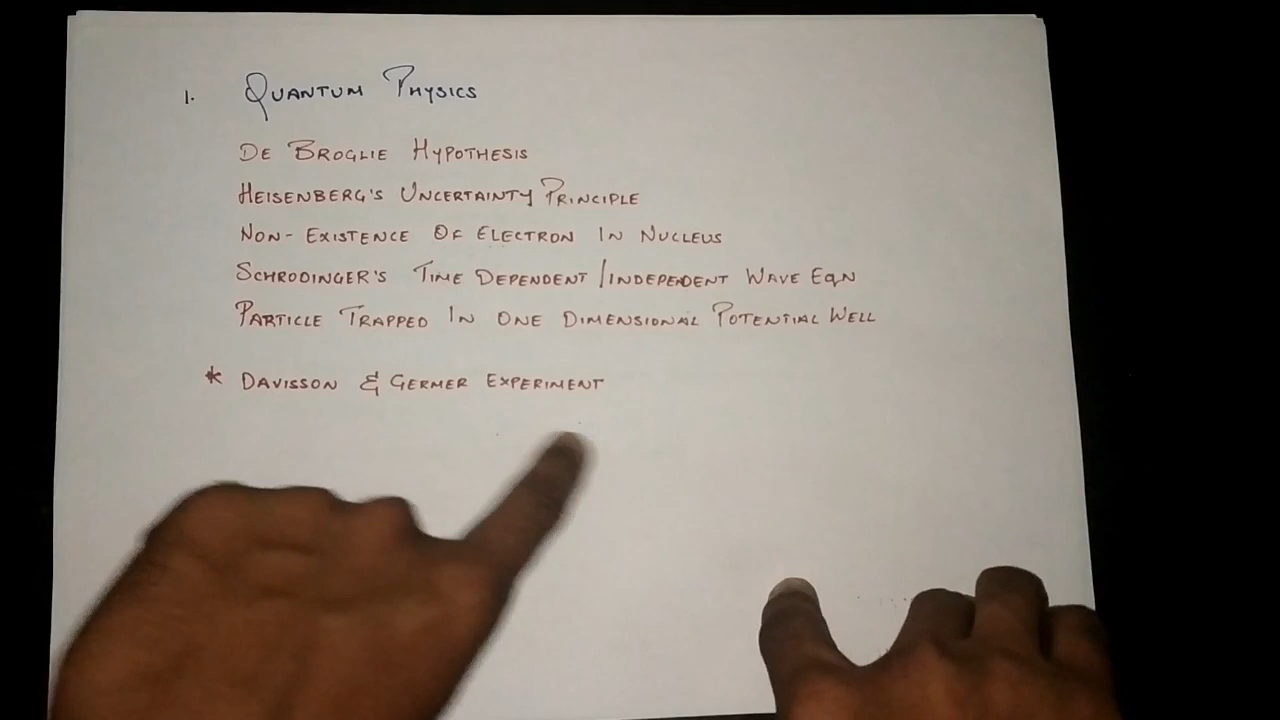 1. Quantum Physics
De Broglie Hypothesis
Heisenberg's Uncertainty Principle
Non-Existence Of Electron In Nucleus
Schrodinger's Time Dependent/Independent Wave Eqn
Particle Trapped In One Dimensional Potential Well
* Davisson & Germer Experiment